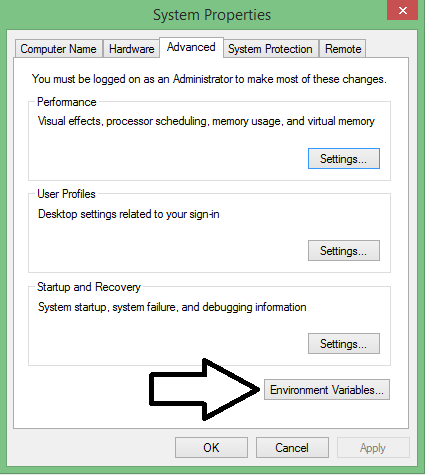 System Properties
Computer Name Hardware Advanced System Protection Remote
You must be logged on as an Administrator to make most of these changes.
Performance
Visual effects, processor scheduling, memory usage, and virtual memory
Settings...
User Profiles
Desktop settings related to your sign-in
Settings...
Startup and Recovery
System startup, system failure, and debugging information
Settings...
Environment Variables...
OK Cancel Apply